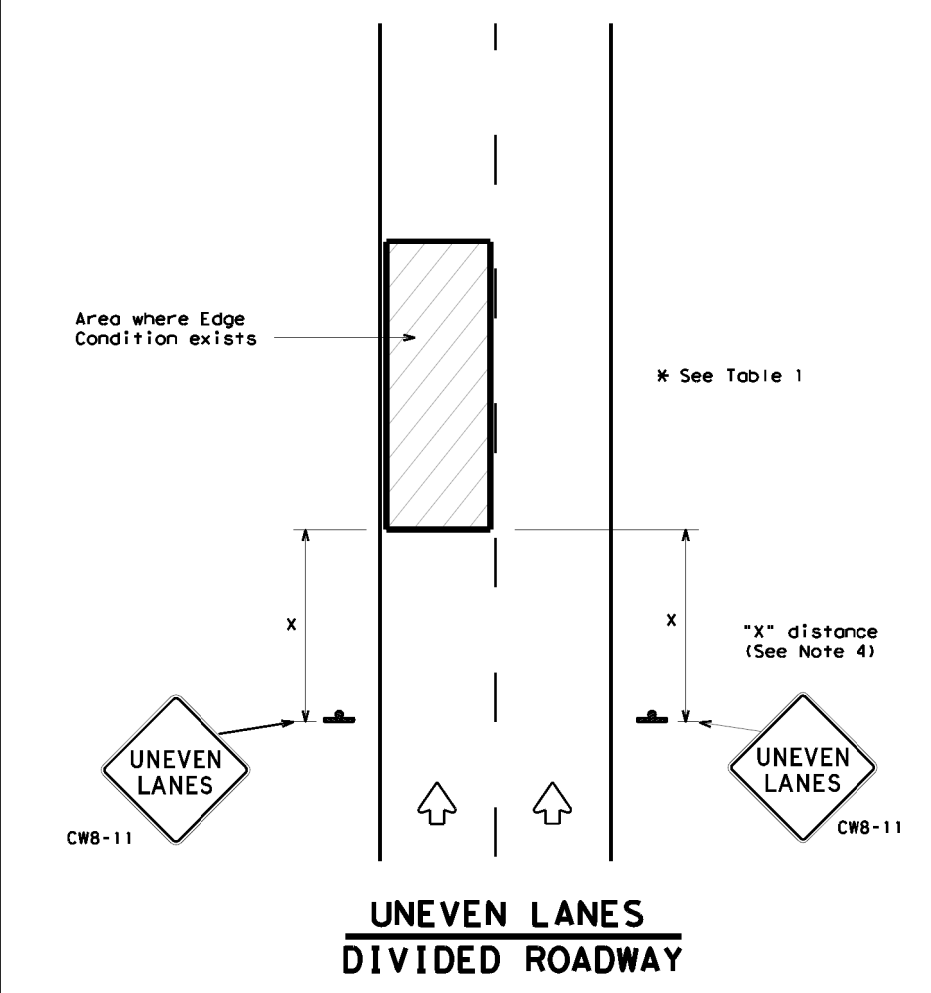 Area where Edge
Condition exists
* See Table 1
X
X
"X" distance
(See Note 4)
UNEVEN
LANES
CW8-11
UNEVEN
LANES
CW8-11
UNEVEN LANES
DIVIDED ROADWAY